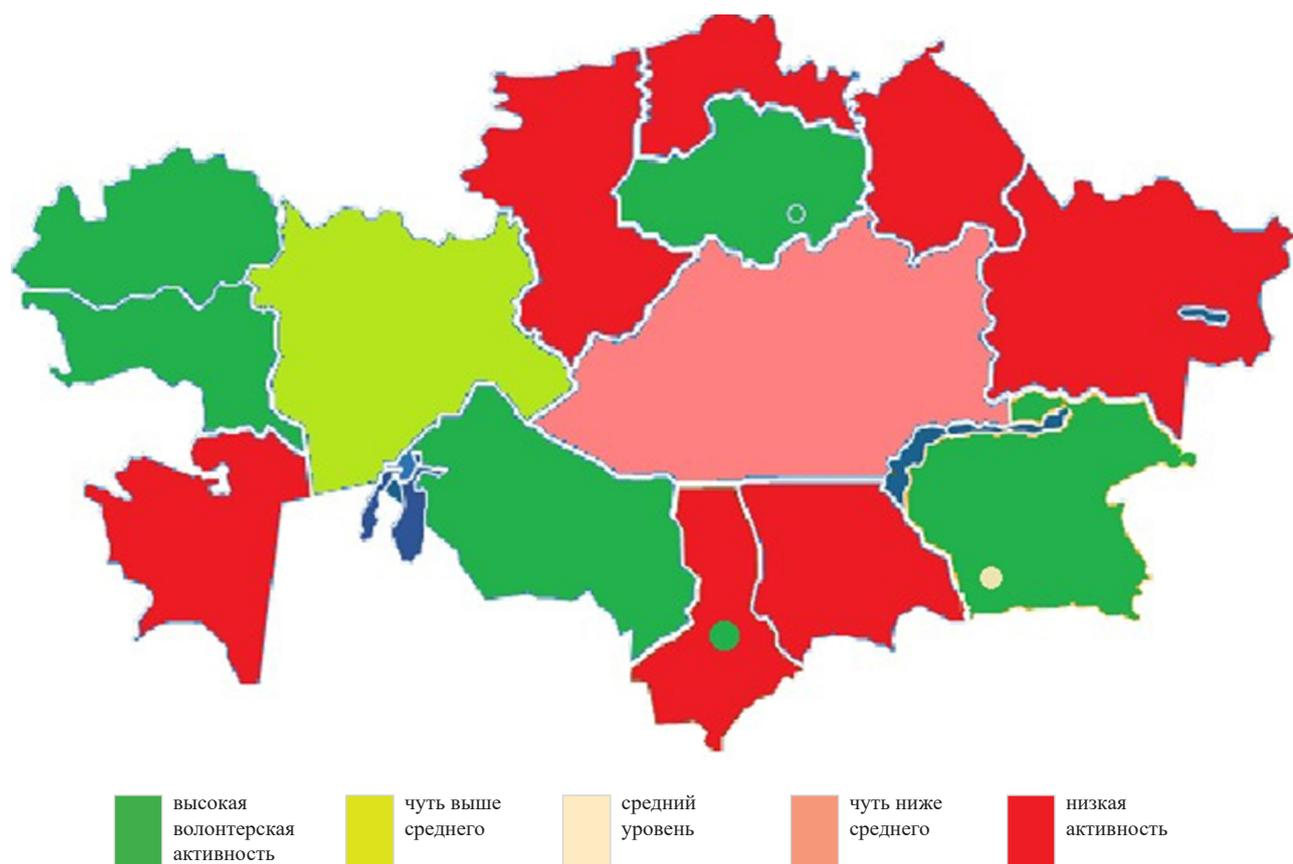 высокая
волонтерская
активность
чуть выше
среднего
средний
уровень
чуть ниже
среднего
низкая
активность